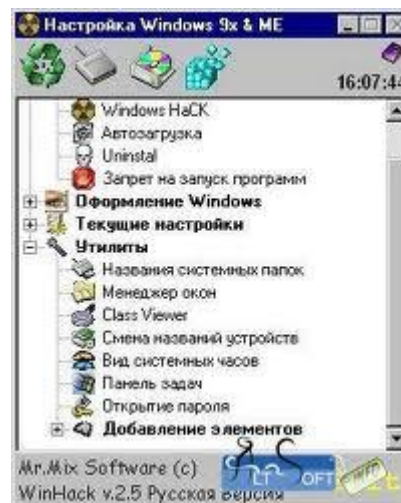 Настройка Windows 9x & ME
16:07:44
Windows HaCK
Автозагрузка
Uninstal
Запрет на запуск программ
Оформление Windows
Текущие настройки
Утилиты
Названия системных папок
Менеджер окон
Class Viewer
Смена названий устройств
Вид системных часов
Панель задач
Открытие пароля
Добавление элементов
Mr.Mix Software (c)
WinHack v.2.5 Русская версия